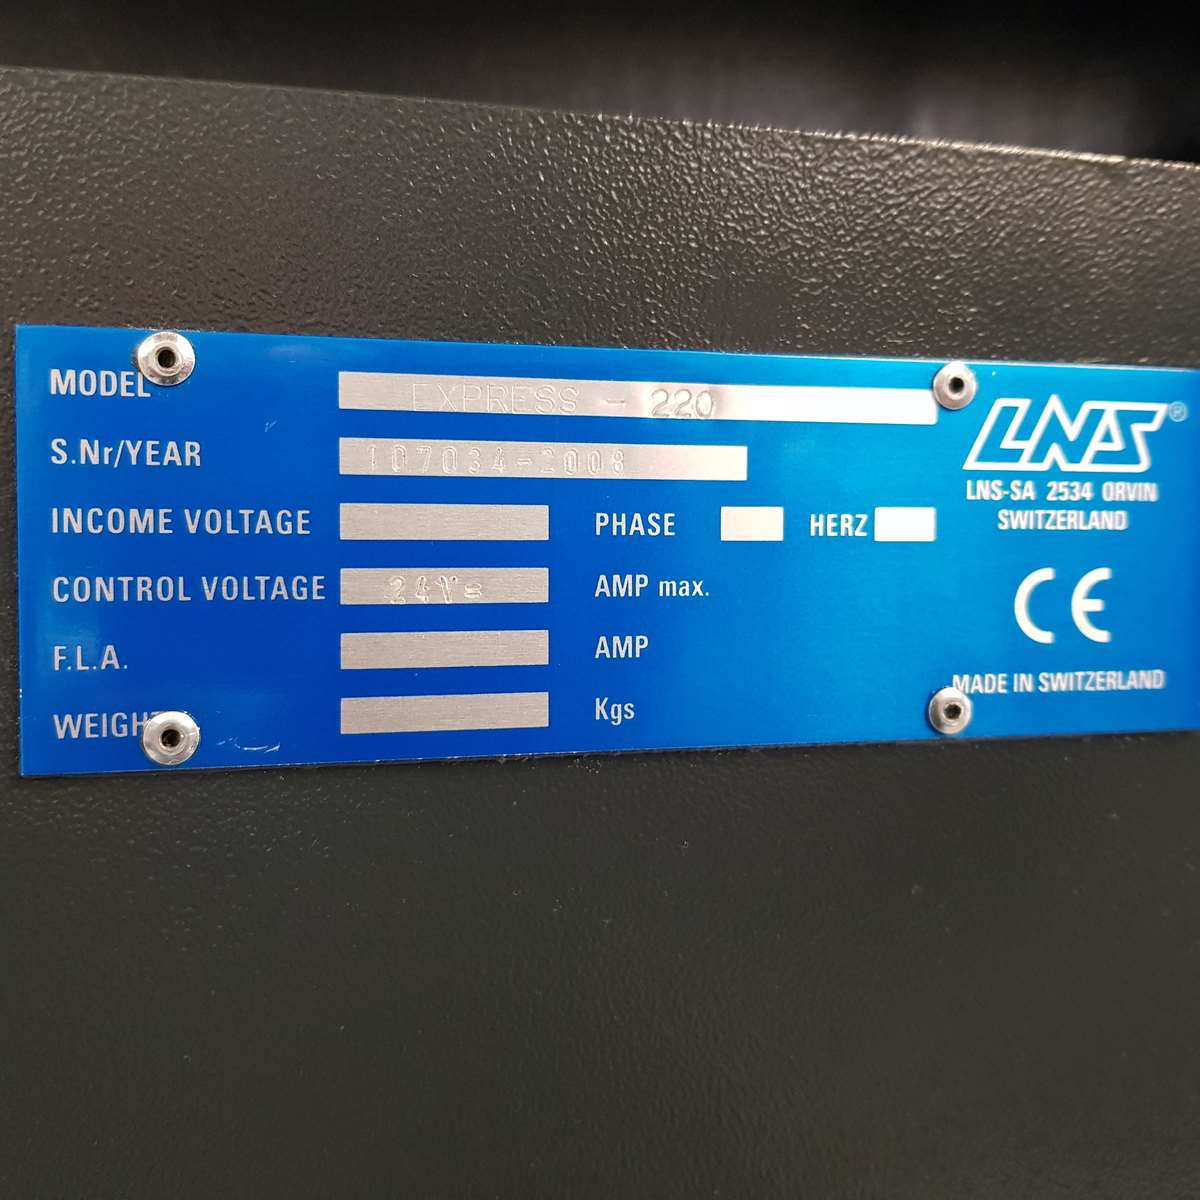 MODEL EXPRESS - 220
S.Nr/YEAR 107034-2008
INCOME VOLTAGE PHASE HERZ
CONTROL VOLTAGE 24V= AMP max.
F.L.A. AMP
WEIGHT Kgs
LNS®
LNS-SA 2534 ORVIN
SWITZERLAND
CE
MADE IN SWITZERLAND